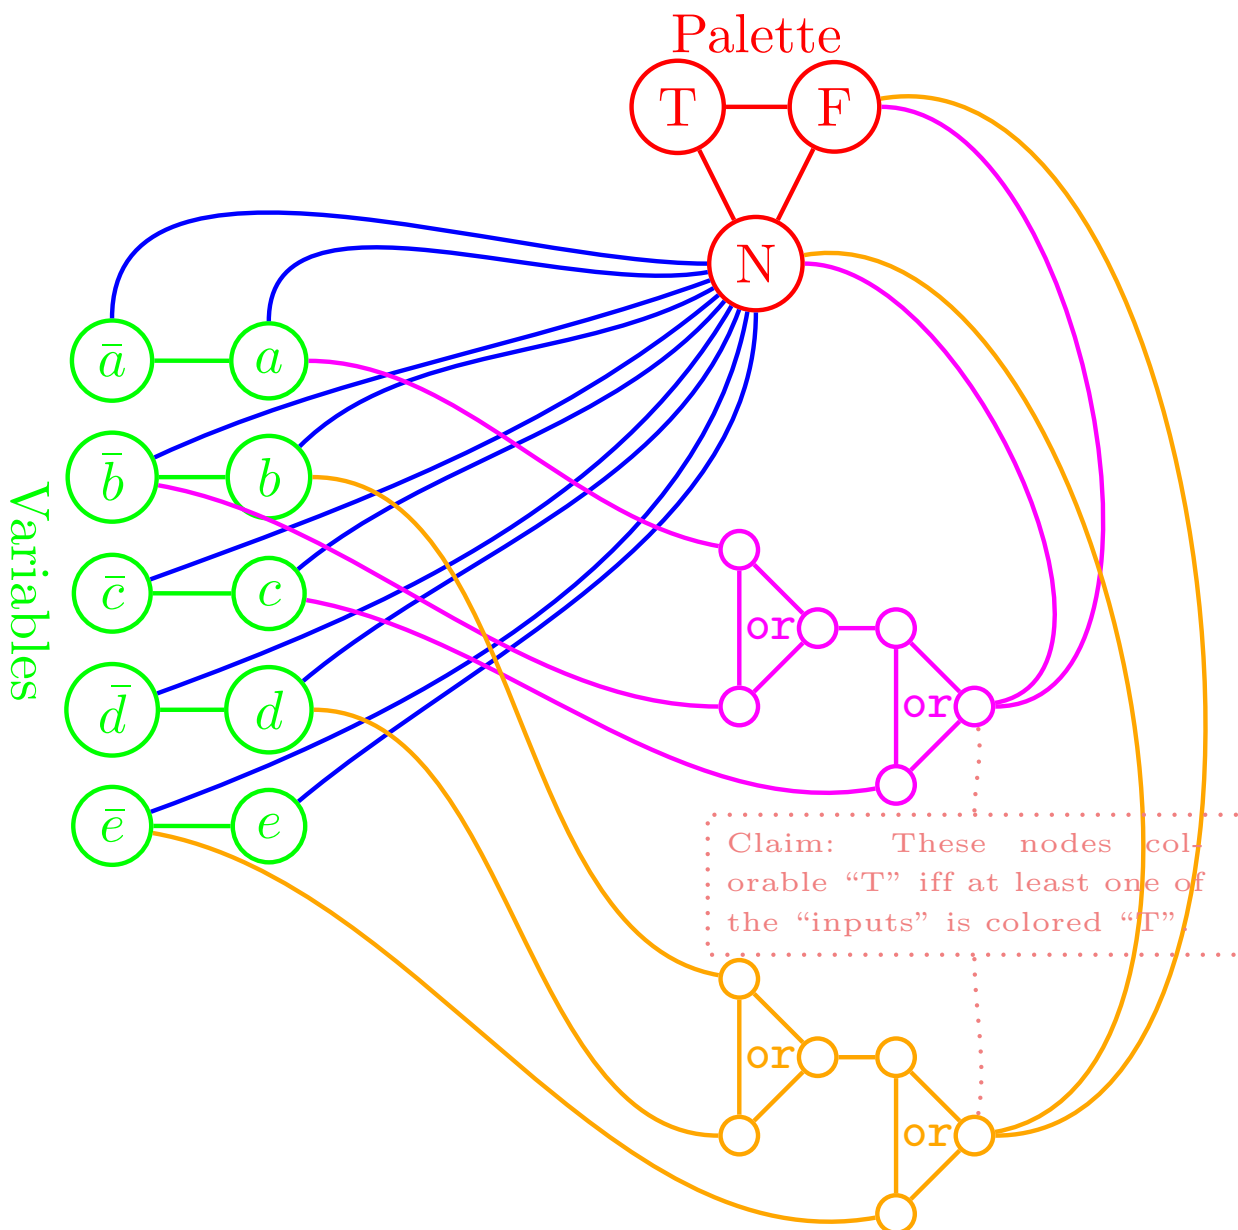 Palette
T F
N
ā a
b̄ b
c̄ c
d̄ d
ē e
Variables
or
or
Claim: These nodes col-
orable “T” iff at least one of
the “inputs” is colored “T”.
or
or